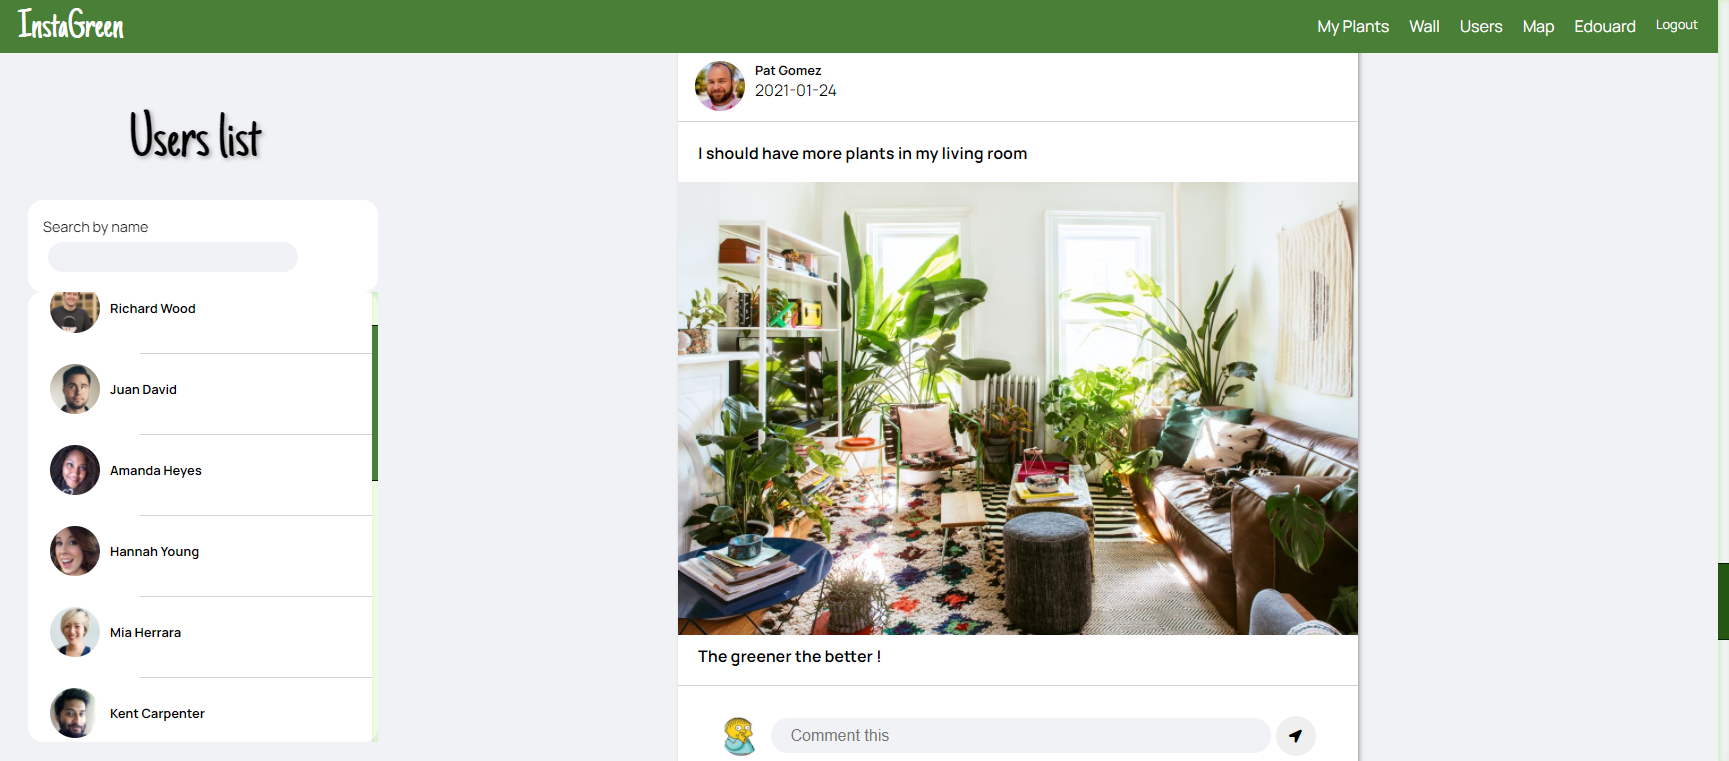 InstaGreen
My Plants Wall Users Map Edouard Logout
Users list
Search by name
Richard Wood
Juan David
Amanda Heyes
Hannah Young
Mia Herrara
Kent Carpenter
Pat Gomez
2021-01-24
I should have more plants in my living room
The greener the better !
Comment this